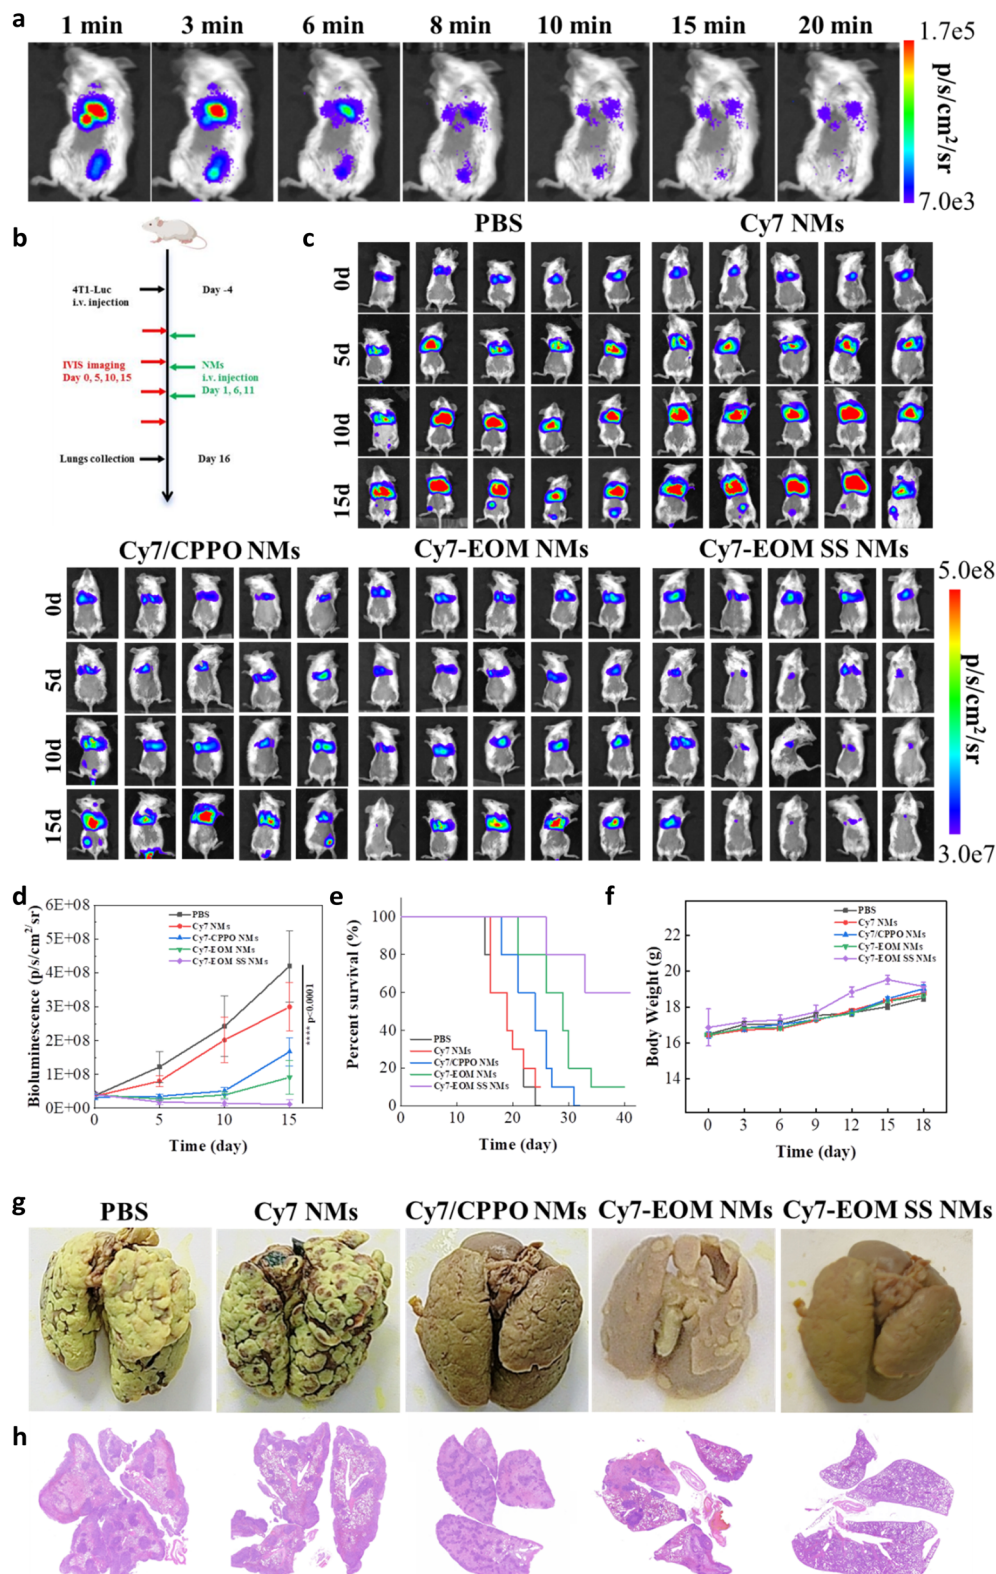 a
1 min 3 min 6 min 8 min 10 min 15 min 20 min
1.7e5
p/s/cm²/sr
7.0e3
b
4T1-Luc
i.v. injection
Day -4
IVIS imaging
Day 0, 5, 10, 15
NMs
i.v. injection
Day 1, 6, 11
Lungs collection
Day 16
c
PBS Cy7 NMs
0d
5d
10d
15d
Cy7/CPPO NMs Cy7-EOM NMs Cy7-EOM SS NMs
0d
5d
10d
15d
5.0e8
p/s/cm²/sr
3.0e7
d
Bioluminescence (p/s/cm²/sr)
6E+08
5E+08
4E+08
3E+08
2E+08
1E+08
0E+00
PBS
Cy7 NMs
Cy7-CPPO NMs
Cy7-EOM NMs
Cy7-EOM SS NMs
**** p<0.0001
0 5 10 15
Time (day)
e
Percent survival (%)
100
80
60
40
20
0
PBS
Cy7 NMs
Cy7/CPPO NMs
Cy7-EOM NMs
Cy7-EOM SS NMs
0 10 20 30 40
Time (day)
f
Body Weight (g)
22
20
18
16
14
PBS
Cy7 NMs
Cy7/CPPO NMs
Cy7-EOM NMs
Cy7-EOM SS NMs
0 3 6 9 12 15 18
Time (day)
g
PBS Cy7 NMs Cy7/CPPO NMs Cy7-EOM NMs Cy7-EOM SS NMs
h